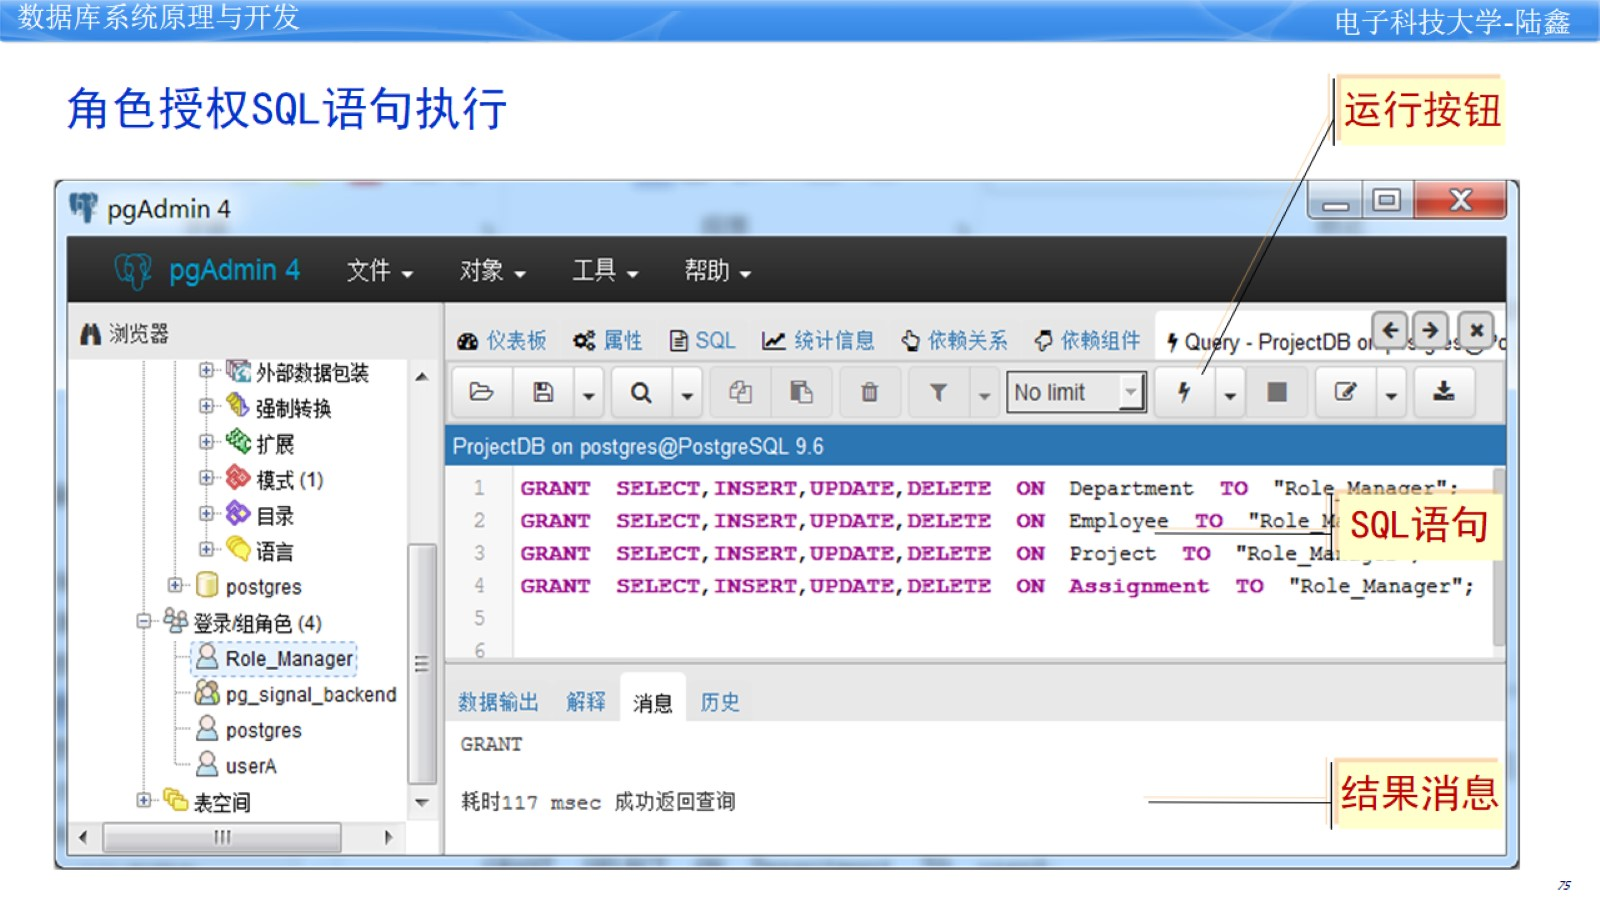 数据库系统原理与开发
电子科技大学-陆鑫
角色授权SQL语句执行
运行按钮
pgAdmin 4
pgAdmin 4 文件 对象 工具 帮助
浏览器
仪表板 属性 SQL 统计信息 依赖关系 依赖组件 Query - ProjectDB on
外部数据包装
强制转换
扩展
模式 (1)
目录
语言
postgres
登录/组角色 (4)
Role_Manager
pg_signal_backend
postgres
userA
表空间
No limit
ProjectDB on postgres@PostgreSQL 9.6
1 GRANT SELECT,INSERT,UPDATE,DELETE ON Department TO "Role_Manager";
2 GRANT SELECT,INSERT,UPDATE,DELETE ON Employee TO
3 GRANT SELECT,INSERT,UPDATE,DELETE ON Project TO
4 GRANT SELECT,INSERT,UPDATE,DELETE ON Assignment TO "Role_Manager";
5
6
SQL语句
数据输出 解释 消息 历史
GRANT
耗时117 msec 成功返回查询
结果消息
75